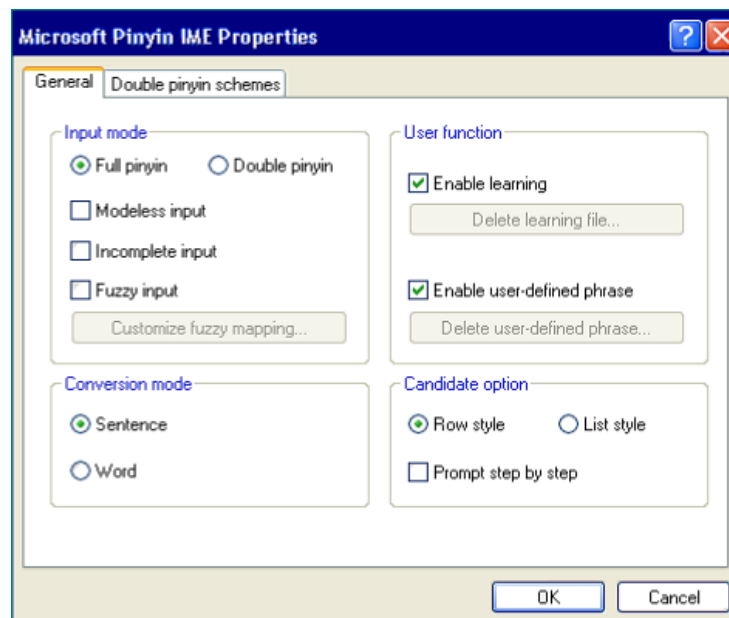 Microsoft Pinyin IME Properties
?
General
Double pinyin schemes
Input mode
Full pinyin
Double pinyin
Modeless input
Incomplete input
Fuzzy input
Customize fuzzy mapping...
User function
Enable learning
Delete learning file...
Enable user-defined phrase
Delete user-defined phrase...
Conversion mode
Sentence
Word
Candidate option
Row style
List style
Prompt step by step
OK
Cancel